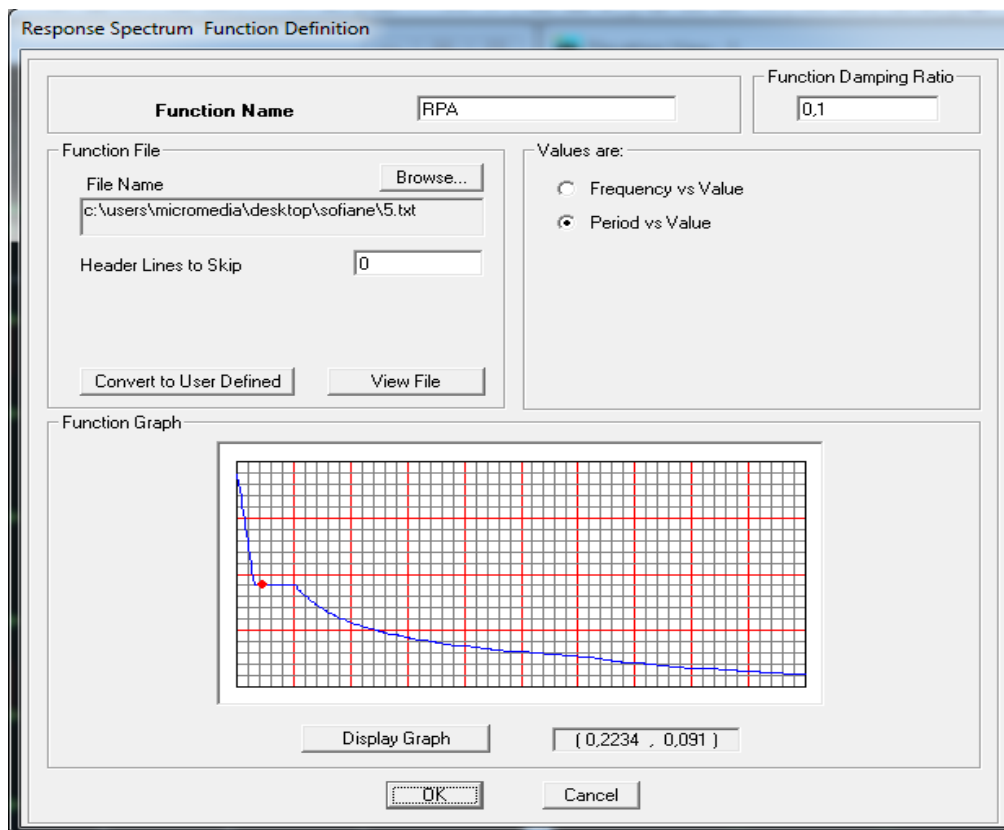 Response Spectrum Function Definition
Function Damping Ratio
Function Name
RPA
0,1
Function File
Values are:
File Name
Browse...
c:\users\micromedia\desktop\sofiane\5.txt
Frequency vs Value
Period vs Value
Header Lines to Skip
0
Convert to User Defined
View File
Function Graph
Display Graph
( 0,2234 , 0,091 )
OK
Cancel